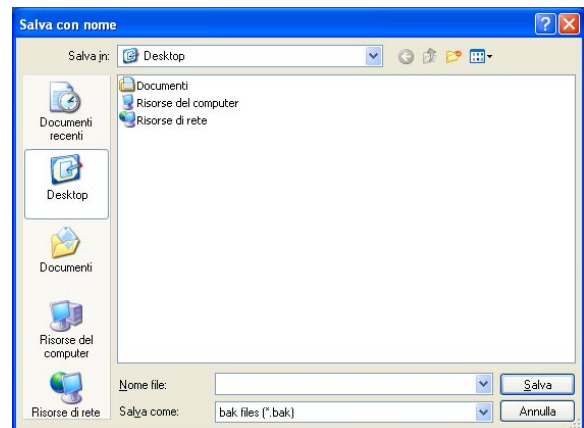 Salva con nome
Salva in:
Desktop
Documenti
recenti
Desktop
Documenti
Risorse del
computer
Risorse di rete
Documenti
Risorse del computer
Risorse di rete
Nome file:
Salva
Salva come:
bak files (*.bak)
Annulla